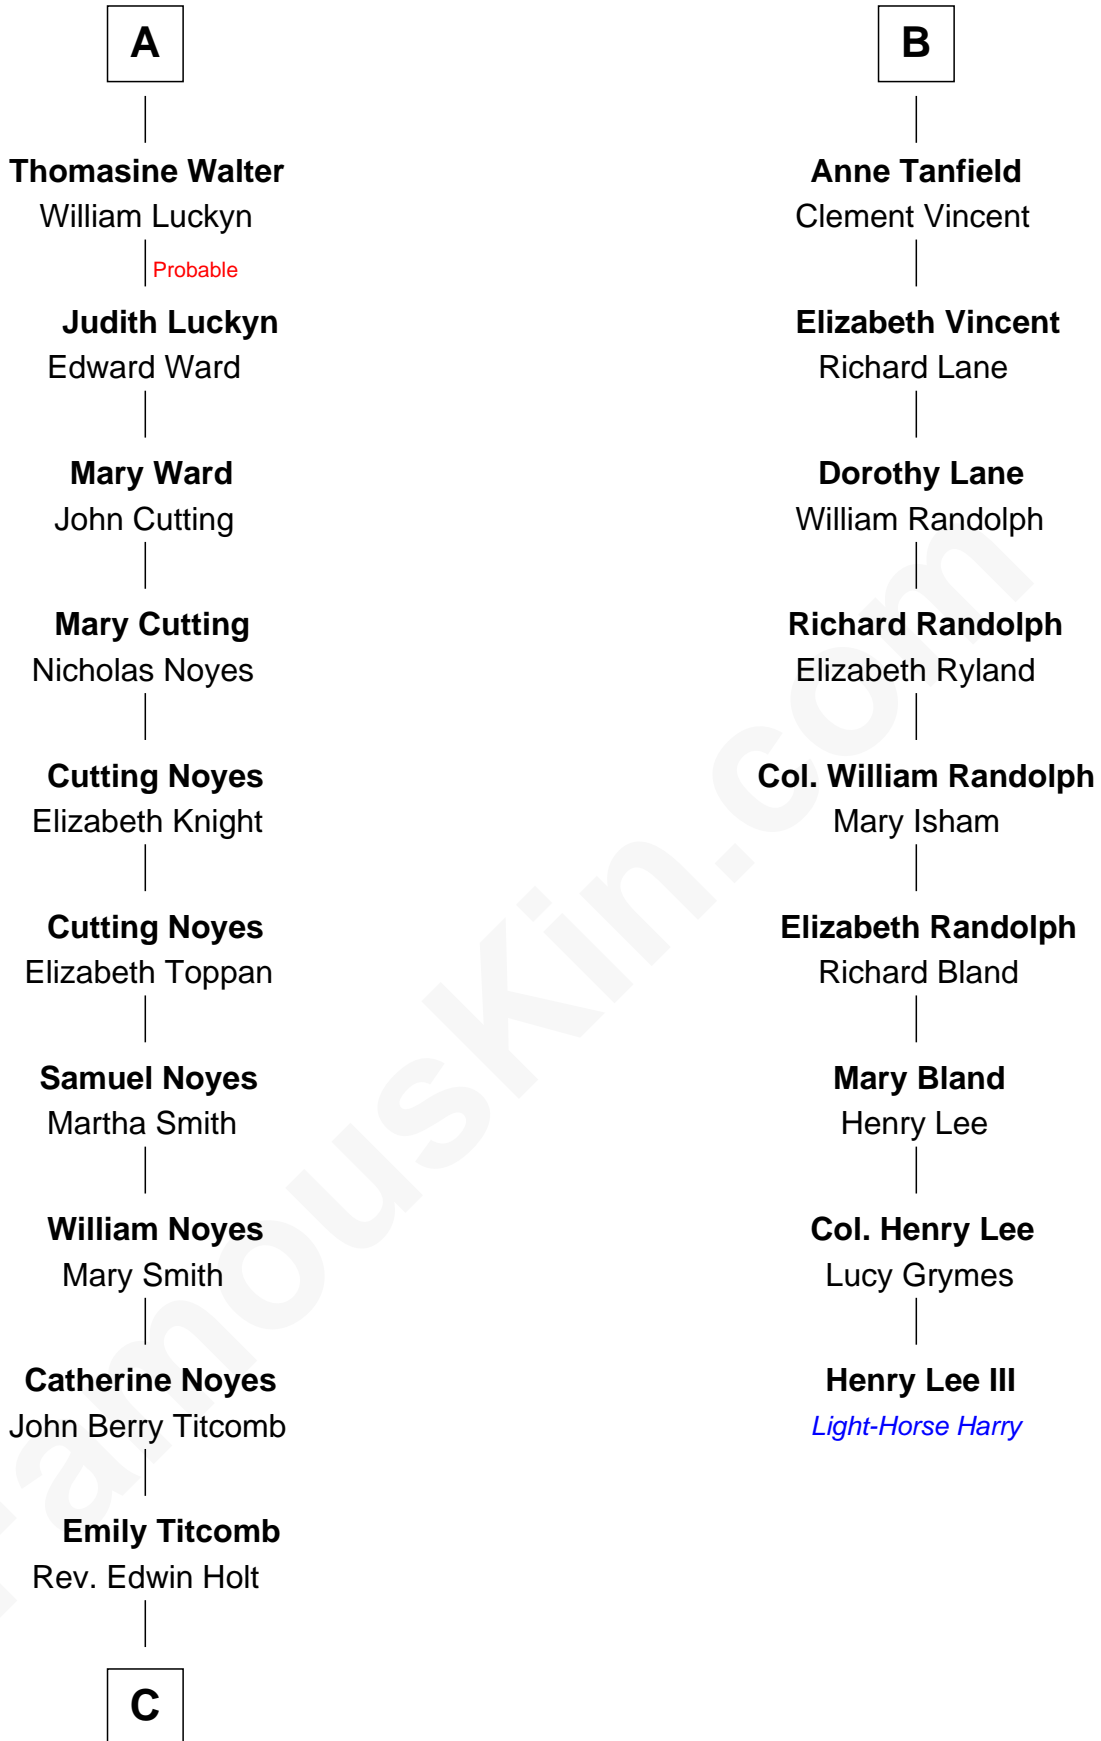 A
Thomasine Walter
William Luckyn
Probable
Judith Luckyn
Edward Ward
Mary Ward
John Cutting
Mary Cutting
Nicholas Noyes
Cutting Noyes
Elizabeth Knight
Cutting Noyes
Elizabeth Toppan
Samuel Noyes
Martha Smith
William Noyes
Mary Smith
Catherine Noyes
John Berry Titcomb
Emily Titcomb
Rev. Edwin Holt
C
B
Anne Tanfield
Clement Vincent
Elizabeth Vincent
Richard Lane
Dorothy Lane
William Randolph
Richard Randolph
Elizabeth Ryland
Col. William Randolph
Mary Isham
Elizabeth Randolph
Richard Bland
Mary Bland
Henry Lee
Col. Henry Lee
Lucy Grymes
Henry Lee III
Light-Horse Harry
FamousKin.com